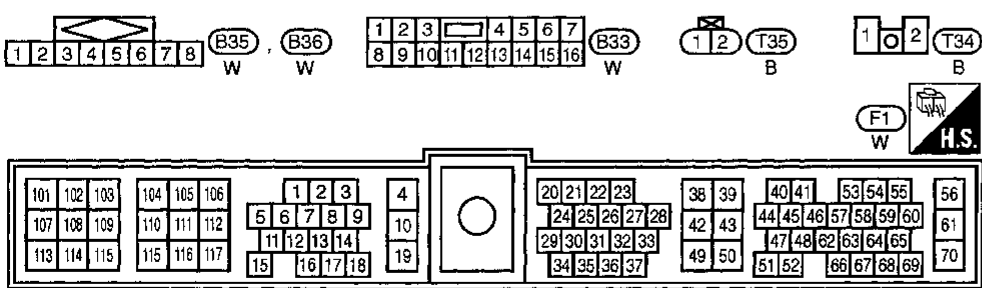 1 2 3 4 5 6 7 8 B35 , B36
W W
1 2 3 4 5 6 7
8 9 10 11 12 13 14 15 16 B33
W
1 2 T35
B
1 2 T34
B
F1
W
H.S.
101 102 103 104 105 106 1 2 3 4 20 21 22 23 38 39 40 41 53 54 55 56
107 108 109 110 111 112 5 6 7 8 9 10 24 25 26 27 28 42 43 44 45 46 57 58 59 60 61
113 114 115 115 116 117 11 12 13 14 19 29 30 31 32 33 49 50 47 48 62 63 64 65 70
15 16 17 18 34 35 36 37 51 52 66 67 68 69